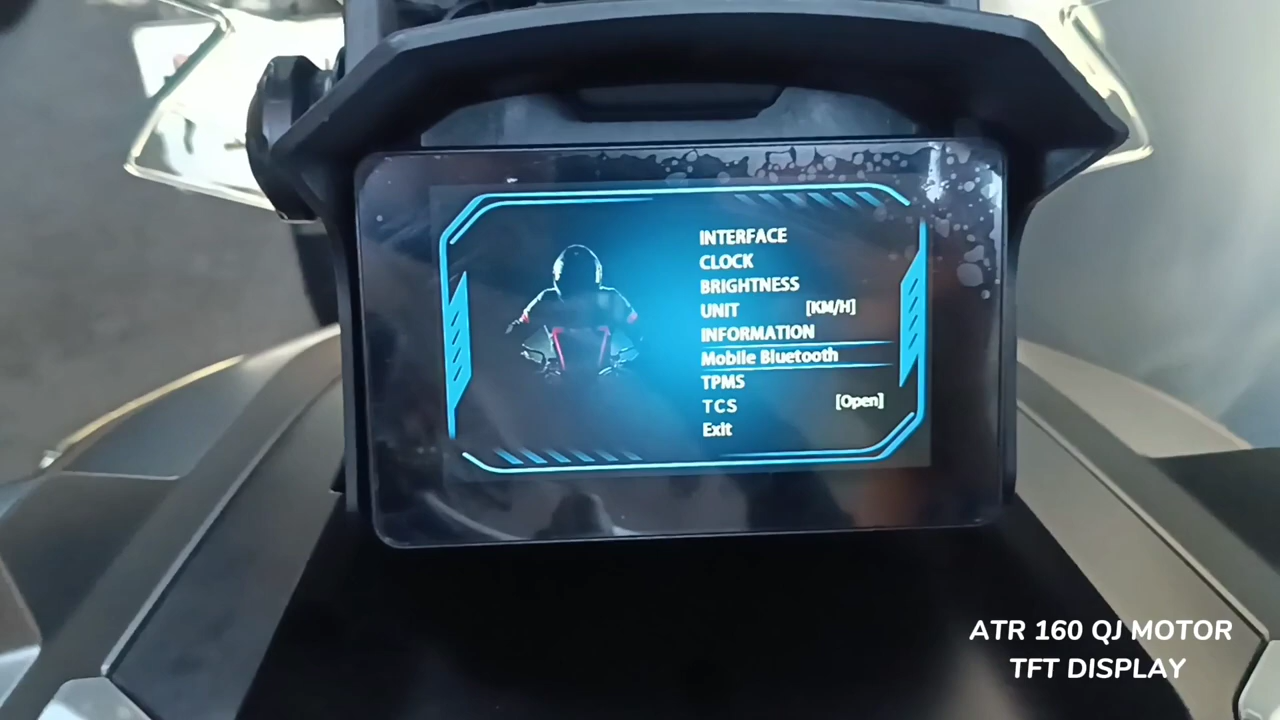 INTERFACE
CLOCK
BRIGHTNESS
UNIT [KM/H]
INFORMATION
Mobile Bluetooth
TPMS
TCS [Open]
Exit
ATR 160 QJ MOTOR
TFT DISPLAY